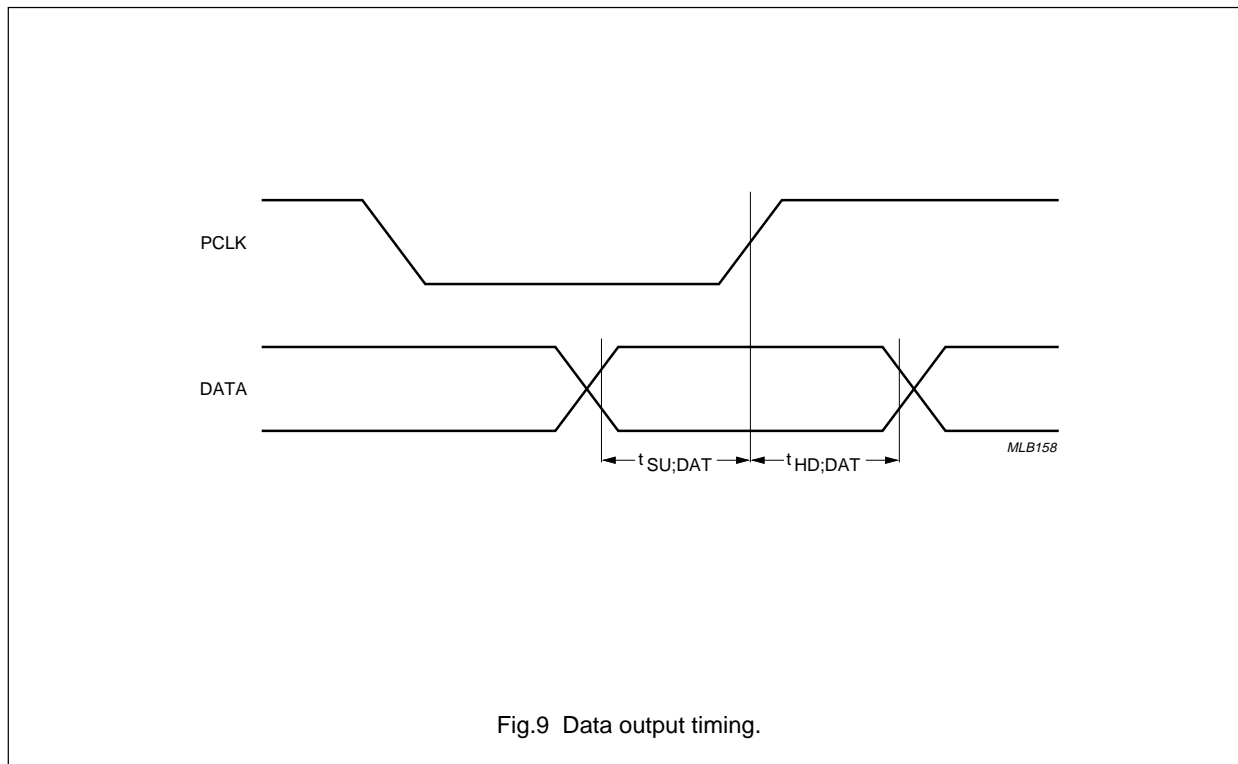 PCLK
DATA
MLB158
t SU;DAT
t HD;DAT
Fig.9 Data output timing.